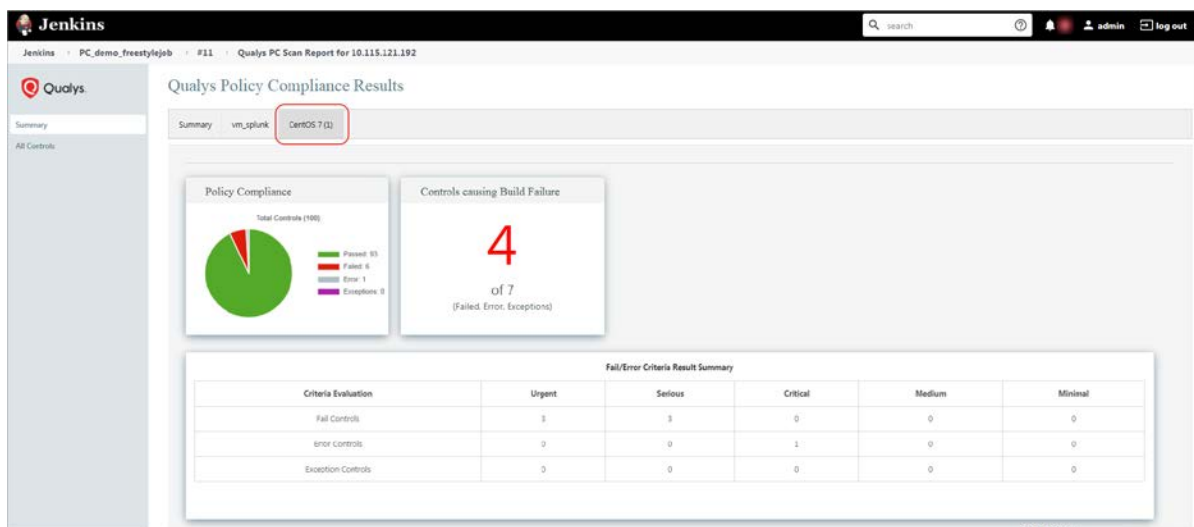 Jenkins
search
admin
log out
Jenkins PC_demo_freestylejob #11 Qualys PC Scan Report for 10.115.121.192
Qualys.
Qualys Policy Compliance Results
Summary
All Controls
Summary vm_splunk CentOS 7 (1)
Policy Compliance
Total Controls (100)
Passed: 93
Failed: 6
Error: 1
Exceptions: 0
Controls causing Build Failure
4
of 7
(Failed, Error, Exceptions)
Fail/Error Criteria Result Summary
Criteria Evaluation Urgent Serious Critical Medium Minimal
Fail Controls 3 3 0 0 0
Error Controls 0 0 1 0 0
Exception Controls 0 0 0 0 0